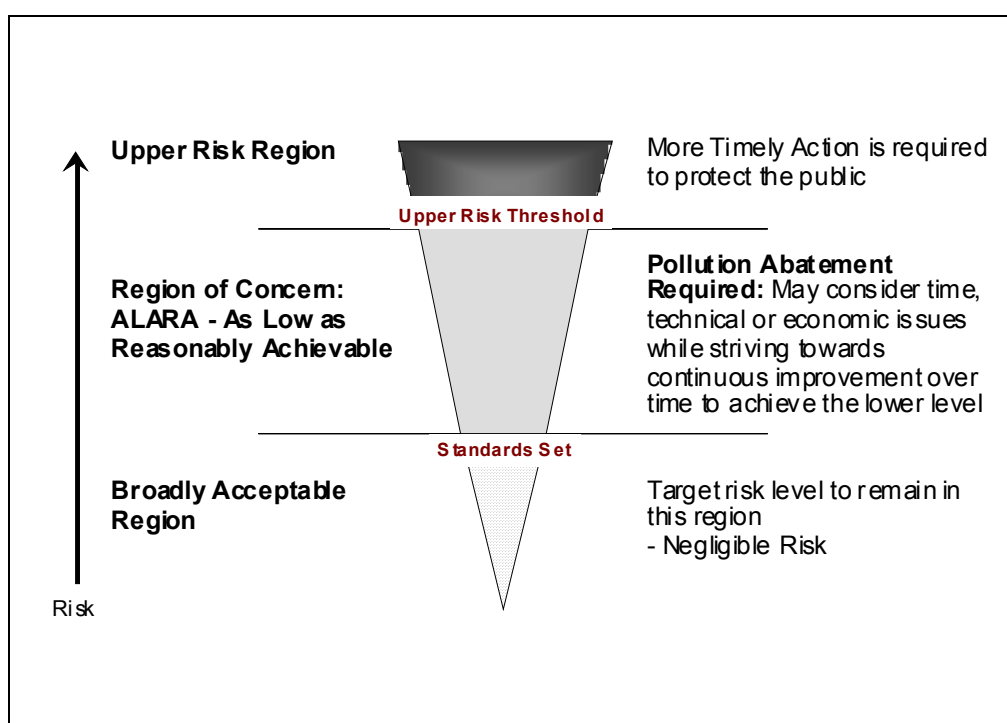 Upper Risk Region
More Timely Action is required
to protect the public
Upper Risk Threshold
Region of Concern:
ALARA - As Low as
Reasonably Achievable
Pollution Abatement
Required: May consider time,
technical or economic issues
while striving towards
continuous improvement over
time to achieve the lower level
Standards Set
Broadly Acceptable
Region
Target risk level to remain in
this region
- Negligible Risk
Risk